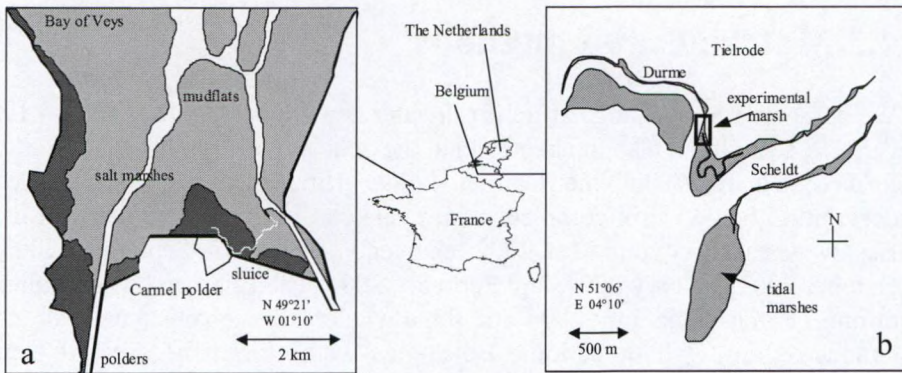 Bay of Veys
mudflats
salt marshes
sluice
Carmel polder
N 49°21'
W 01°10'
2 km
polders
a
The Netherlands
Belgium
France
Tielrode
Durme
experimental
marsh
Scheldt
N
N 51°06'
E 04°10'
500 m
tidal
marshes
b